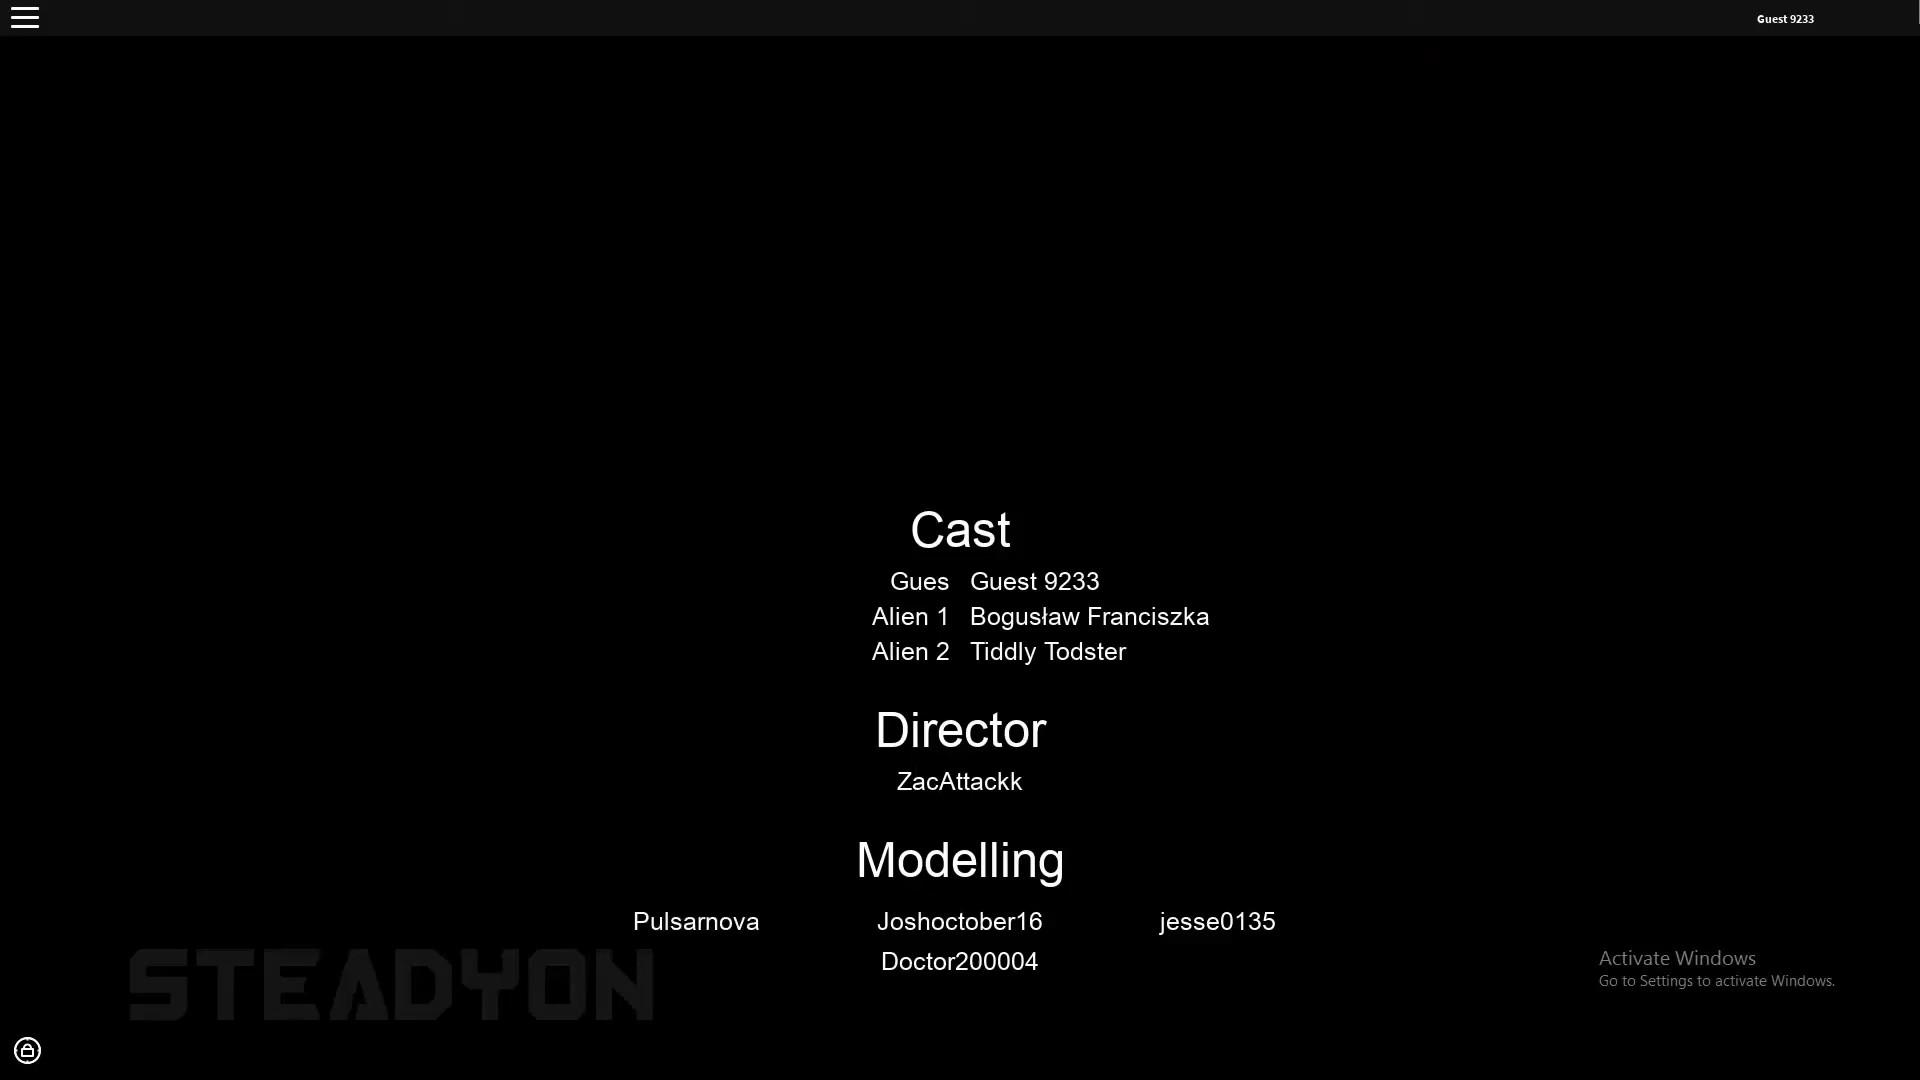 Guest 9233
Cast
Gues Guest 9233
Alien 1 Bogusław Franciszka
Alien 2 Tiddly Todster
Director
ZacAttackk
Modelling
Pulsarnova Joshoctober16 jesse0135
Doctor200004
STEADYON
Activate Windows
Go to Settings to activate Windows.